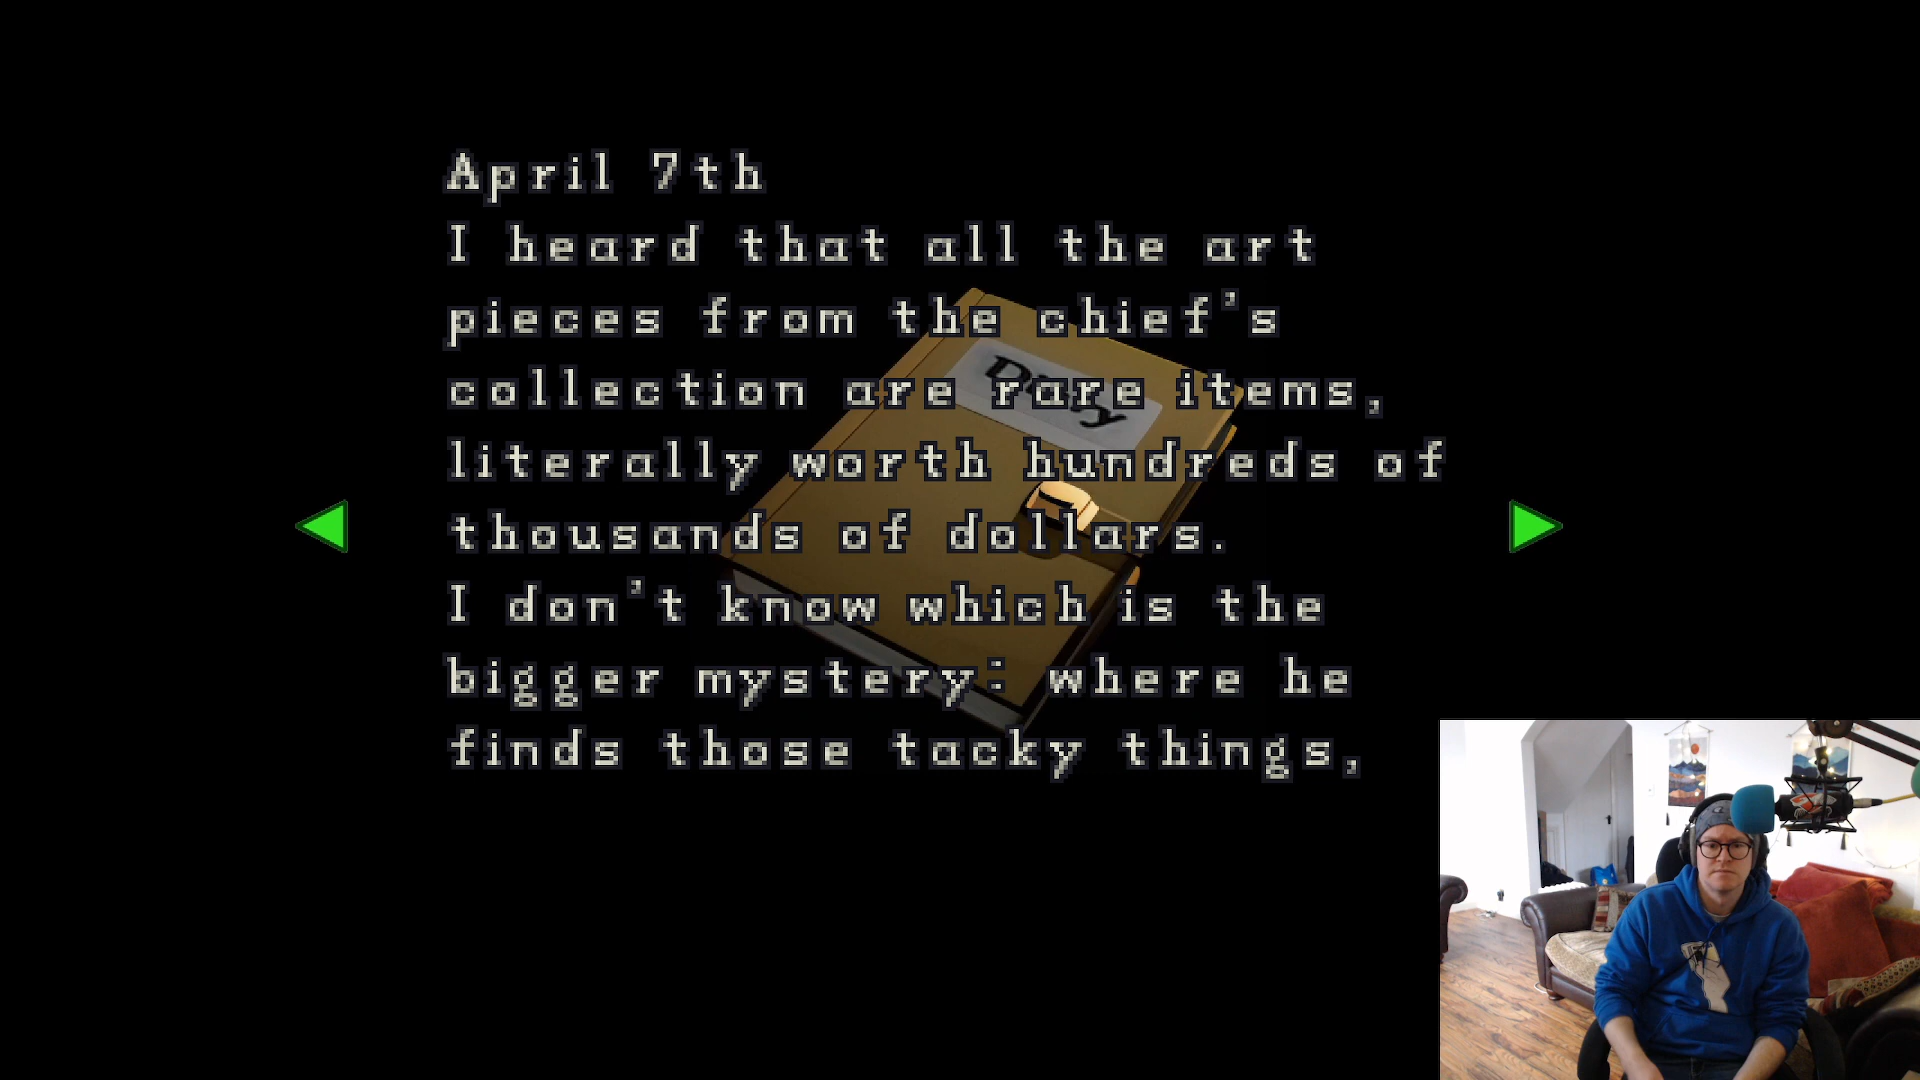 April 7th
I heard that all the art
pieces from the chief's
collection are rare items,
literally worth hundreds of
thousands of dollars.
I don't know which is the
bigger mystery: where he
finds those tacky things,
Diary